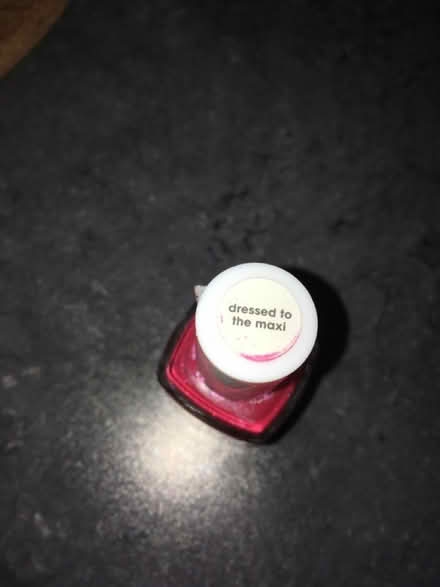 dressed to
the maxi